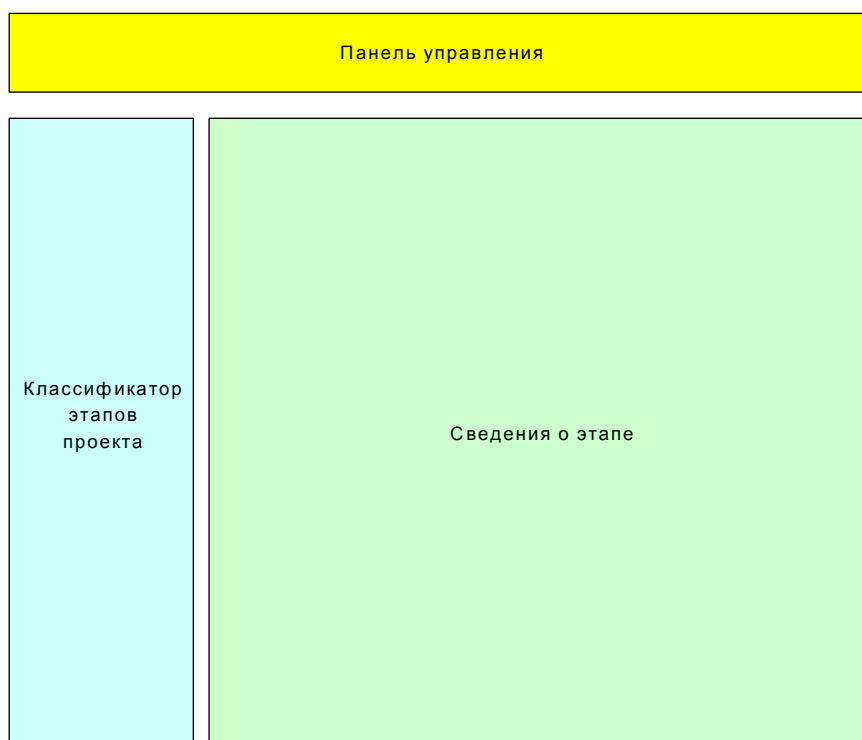 Панель управления
Классификатор
этапов
проекта
Сведения о этапе